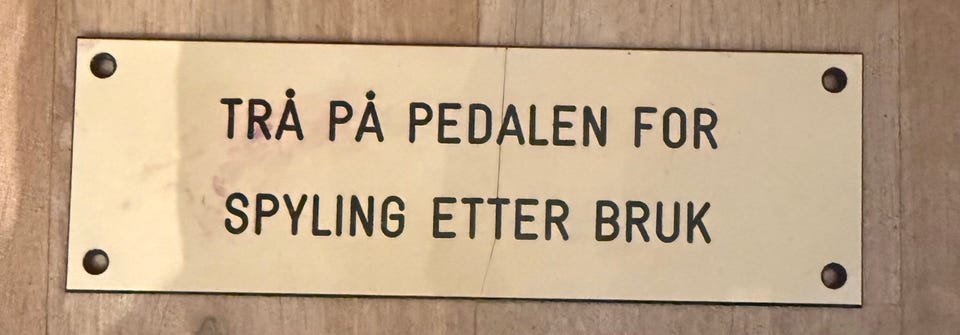 TRÅ PÅ PEDALEN FOR
SPYLING ETTER BRUK